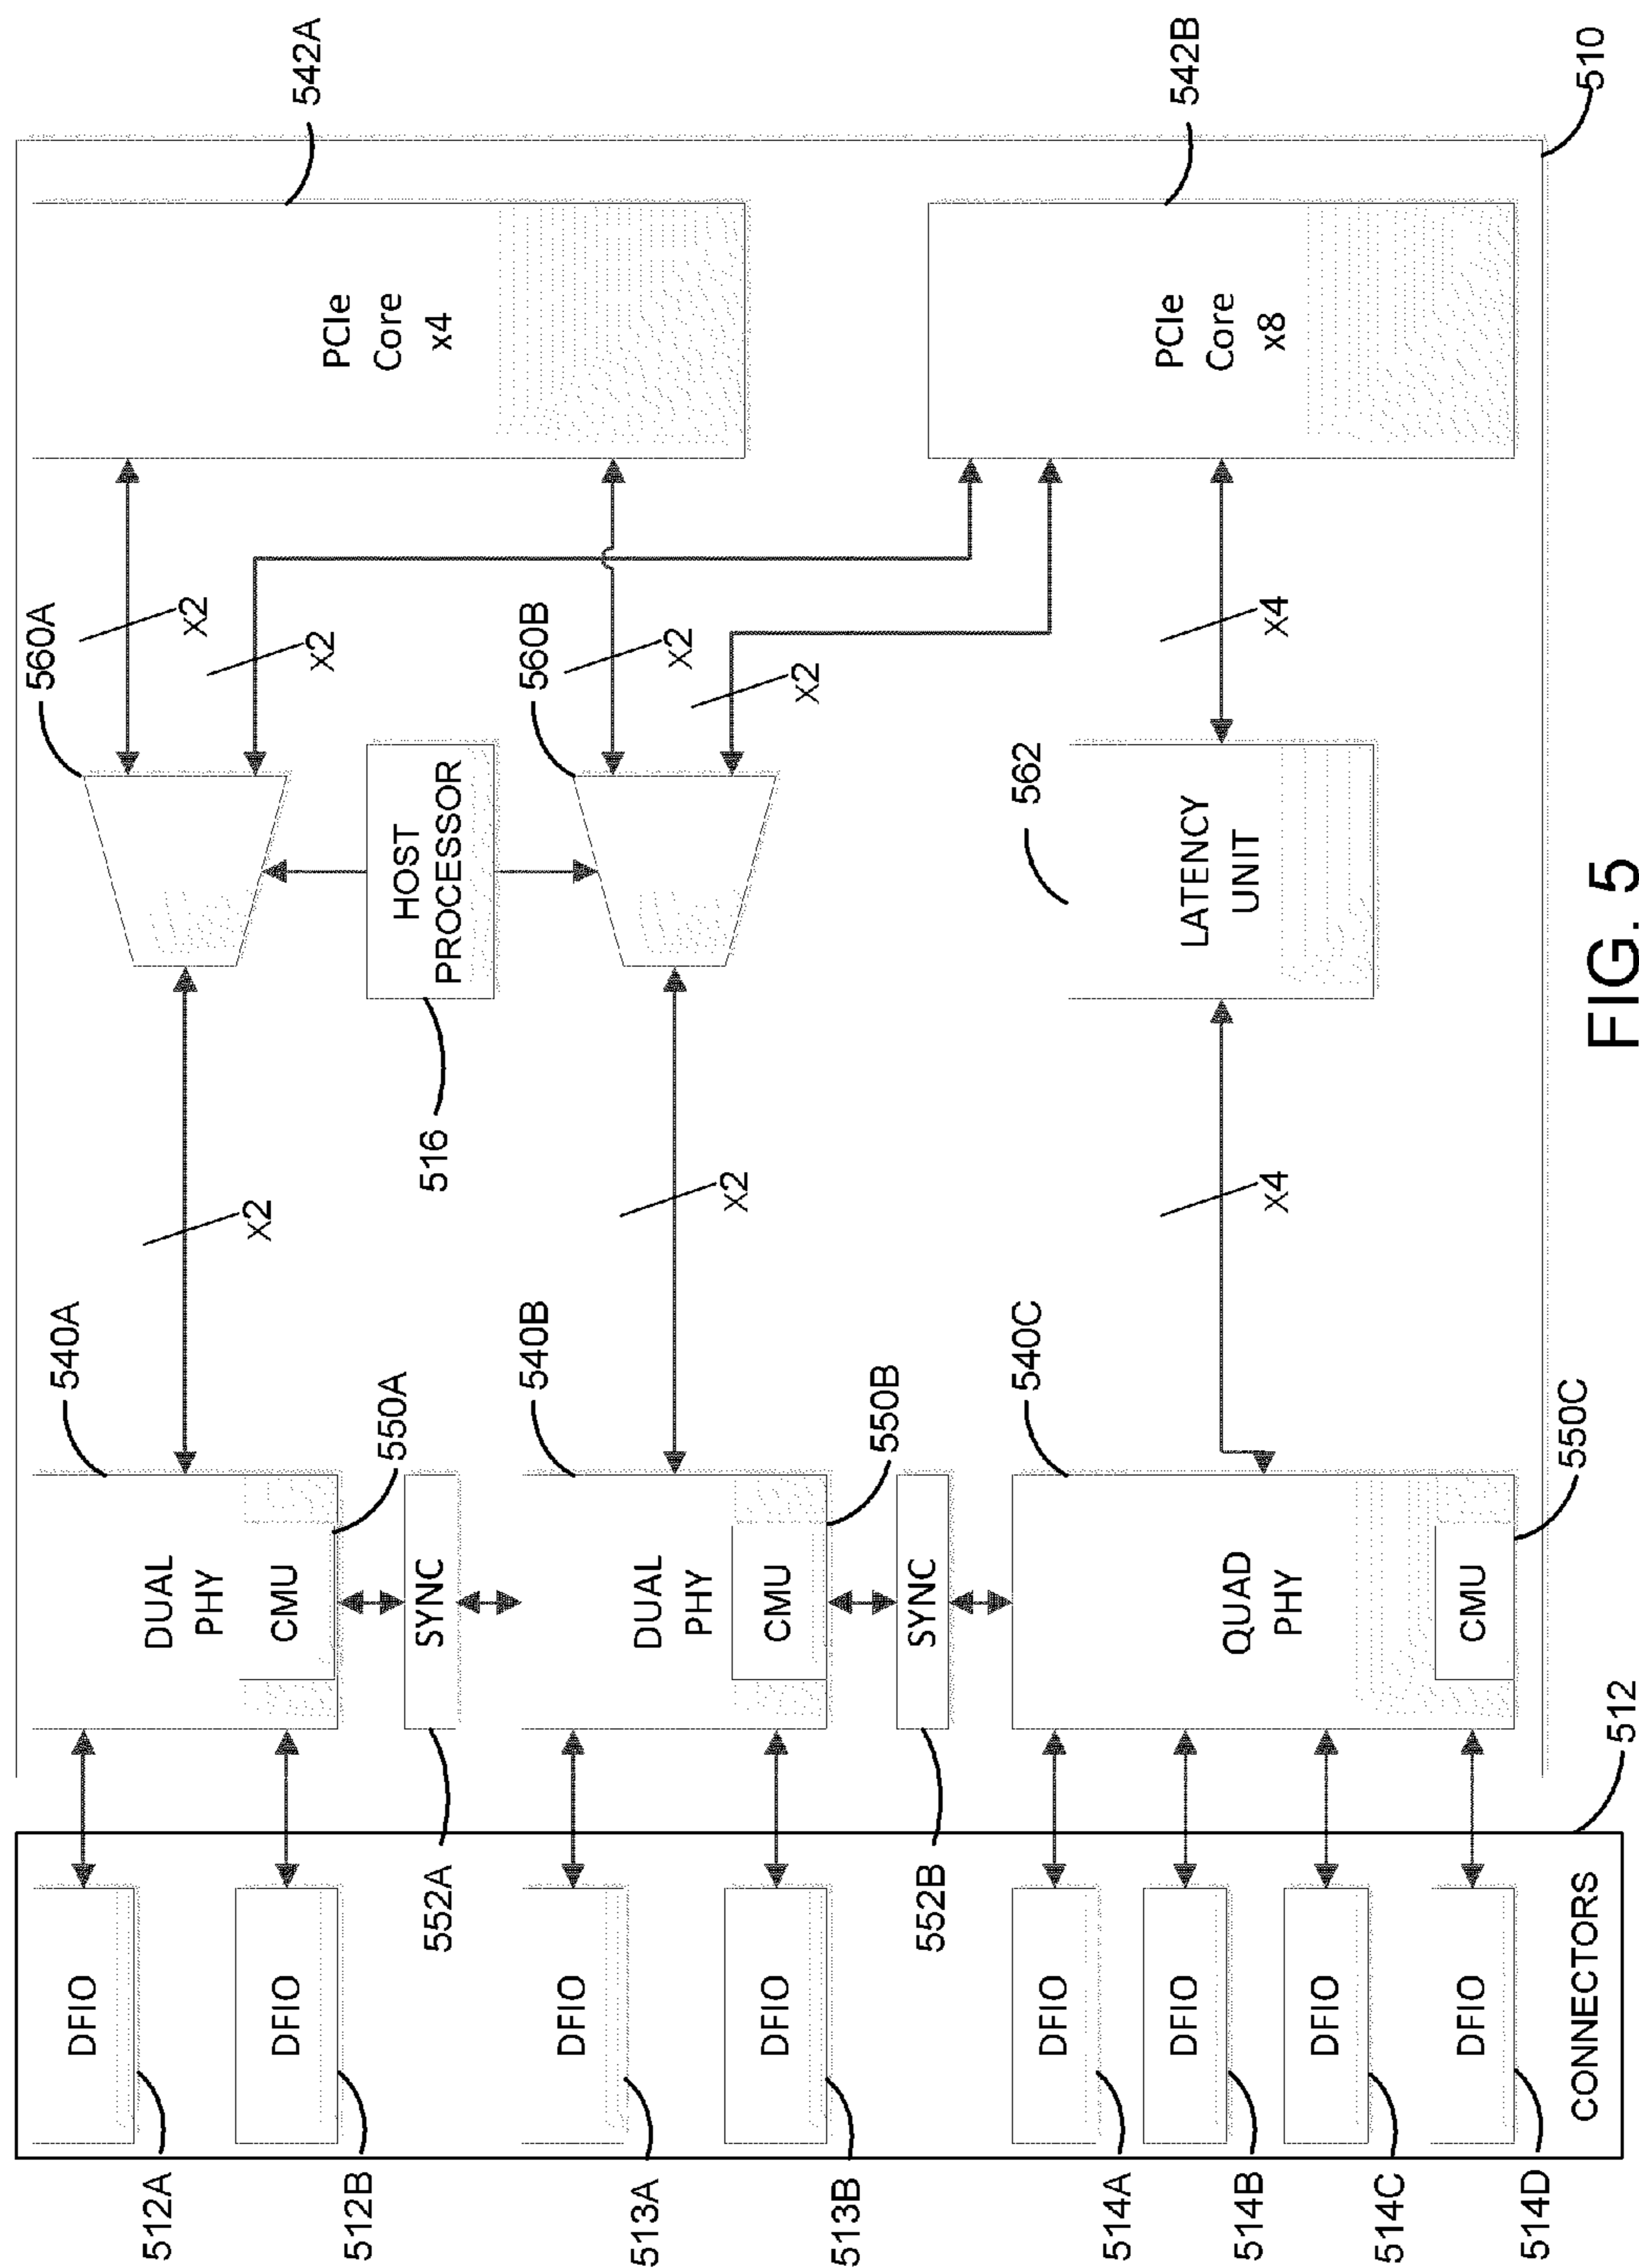 512A
DFIO
512B
DFIO
513A
DFIO
513B
DFIO
514A
DFIO
514B
DFIO
514C
DFIO
514D
DFIO
CONNECTORS
512
540A
DUAL
PHY
CMU
550A
SYNC
552A
540B
DUAL
PHY
CMU
550B
SYNC
552B
540C
QUAD
PHY
CMU
550C
x2
x2
x4
560A
516
HOST
PROCESSOR
560B
562
LATENCY
UNIT
x2
x2
x2
x2
x4
542A
PCIe
Core
x4
542B
PCIe
Core
x8
510
FIG. 5